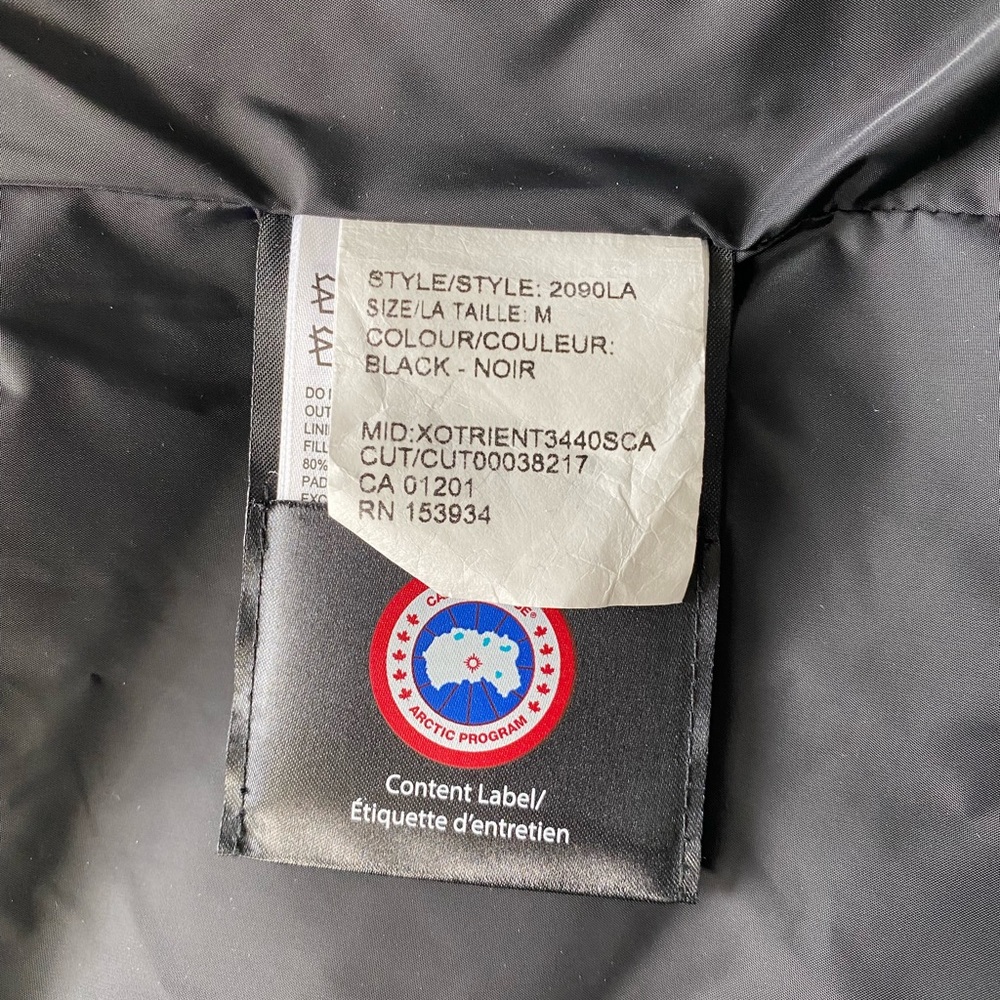 STYLE/STYLE: 2090LA
SIZE/LA TAILLE: M
COLOUR/COULEUR:
BLACK - NOIR
MID:XOTRIENT3440SCA
CUT/CUT00038217
CA 01201
RN 153934
80%
ARCTIC PROGRAM
Content Label/
Étiquette d'entretien